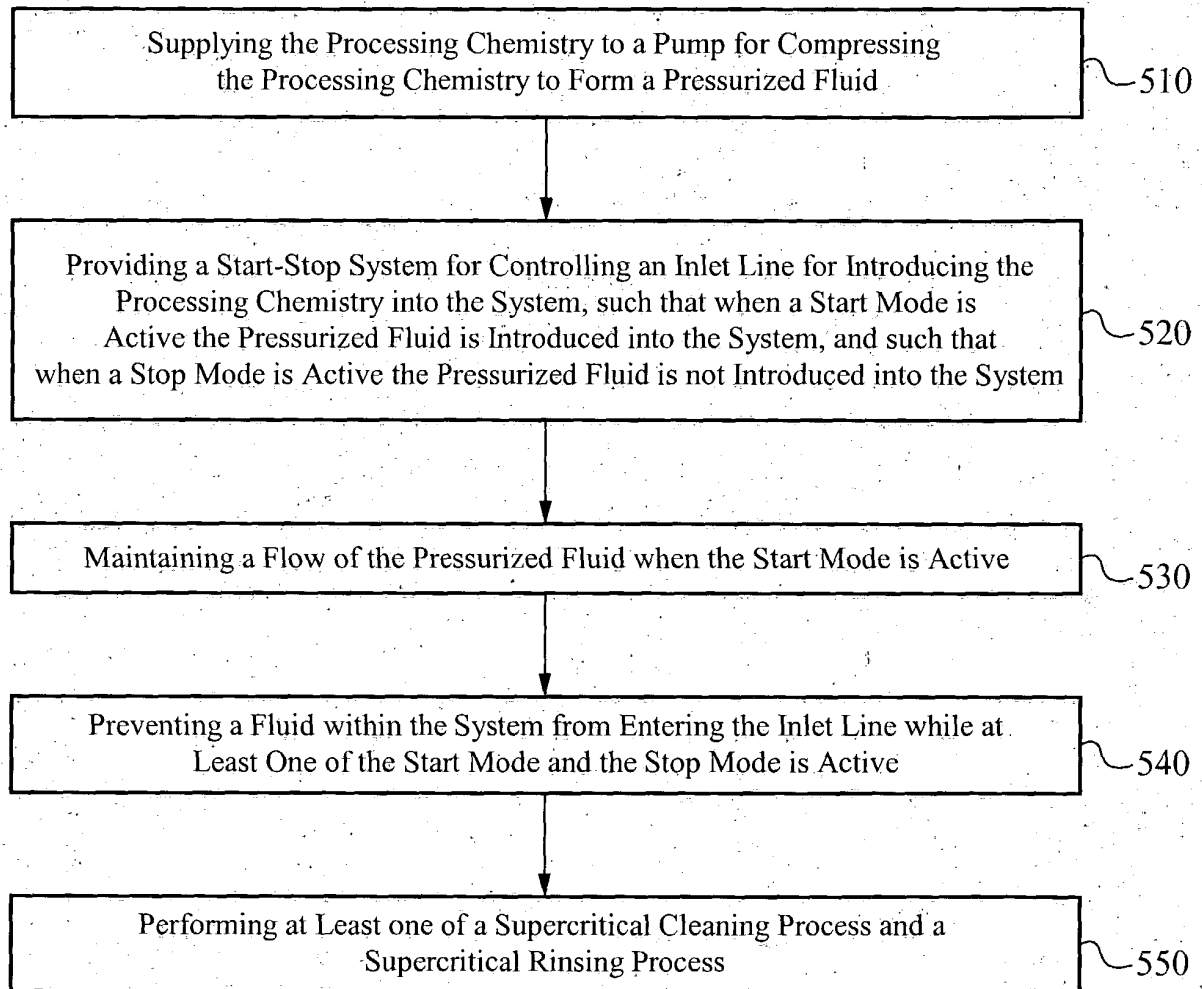 Supplying the Processing Chemistry to a Pump for Compressing
the Processing Chemistry to Form a Pressurized Fluid
510
Providing a Start-Stop System for Controlling an Inlet Line for Introducing the
Processing Chemistry into the System, such that when a Start Mode is
Active the Pressurized Fluid is Introduced into the System, and such that
when a Stop Mode is Active the Pressurized Fluid is not Introduced into the System
520
Maintaining a Flow of the Pressurized Fluid when the Start Mode is Active
530
Preventing a Fluid within the System from Entering the Inlet Line while at
Least One of the Start Mode and the Stop Mode is Active
540
Performing at Least one of a Supercritical Cleaning Process and a
Supercritical Rinsing Process
550